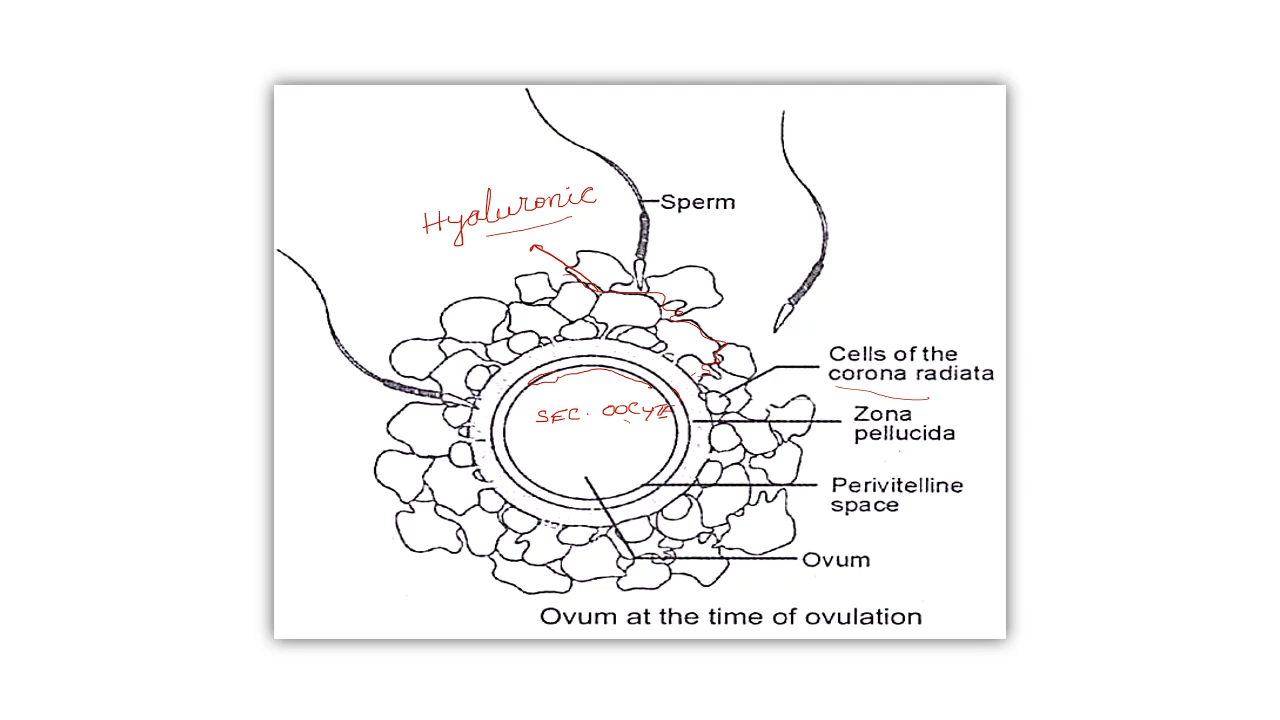 Hyaluronic
Sperm
Cells of the
corona radiata
SEC. OOCYTE
Zona
pellucida
Perivitelline
space
Ovum
Ovum at the time of ovulation